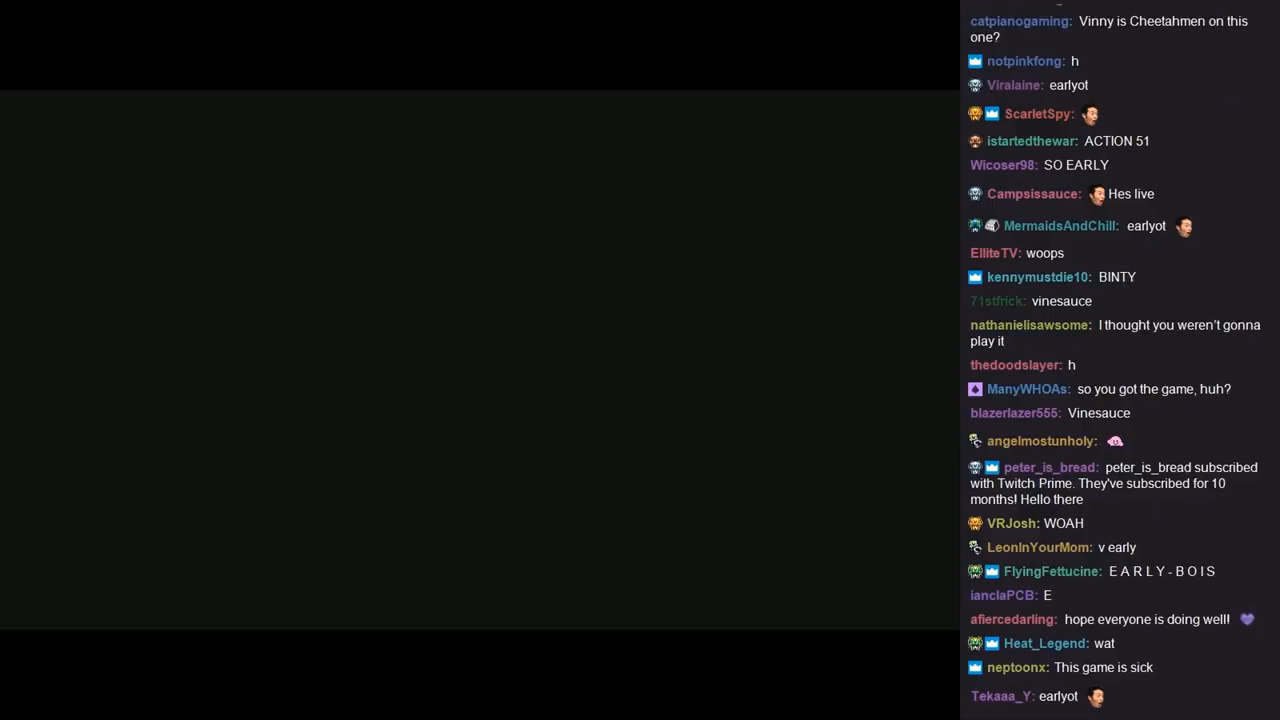 catpianogaming: Vinny is Cheetahmen on this
one?
notpinkfong: h
Viralaine: earlyot
ScarletSpy:
istartedthewar: ACTION 51
Wicoser98: SO EARLY
Campsissauce: Hes live
MermaidsAndChill: earlyot
ElliteTV: woops
kennymustdie10: BINTY
71stfrick: vinesauce
nathanielisawsome: I thought you weren't gonna
play it
thedoodslayer: h
ManyWHOAs: so you got the game, huh?
blazerlazer555: Vinesauce
angelmostunholy:
peter_is_bread: peter_is_bread subscribed
with Twitch Prime. They've subscribed for 10
months! Hello there
VRJosh: WOAH
LeonInYourMom: v early
FlyingFettucine: E A R L Y - B O I S
ianclaPCB: E
afiercedarling: hope everyone is doing well!
Heat_Legend: wat
neptoonx: This game is sick
Tekaaa_Y: earlyot